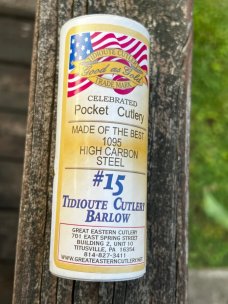 TIDIOUTE CUTLERY
Good as Gold
TRADE MARK
CELEBRATED
Pocket Cutlery
MADE OF THE BEST
1095
HIGH CARBON
STEEL
#15
TIDIOUTE CUTLERY
BARLOW
GREAT EASTERN CUTLERY
701 EAST SPRING STREET
BUILDING 2, UNIT 10
TITUSVILLE, PA 16354
814-827-3411
WWW.GREATEASTERNCUTLERY.NET